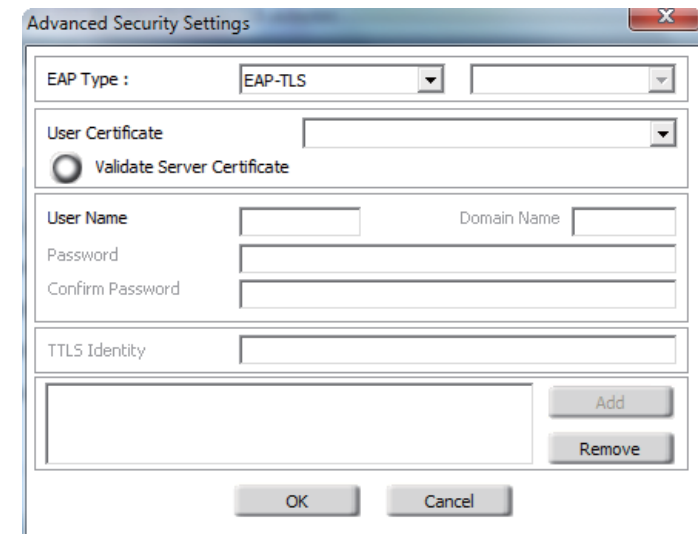 Advanced Security Settings
EAP Type : EAP-TLS
User Certificate
Validate Server Certificate
User Name Domain Name
Password
Confirm Password
TTLS Identity
Add
Remove
OK Cancel